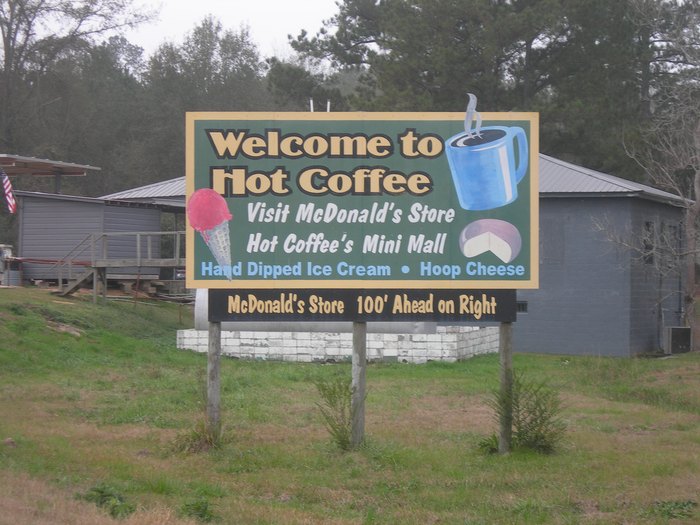 Welcome to
Hot Coffee
Visit McDonald's Store
Hot Coffee's Mini Mall
Hand Dipped Ice Cream • Hoop Cheese
McDonald's Store 100' Ahead on Right